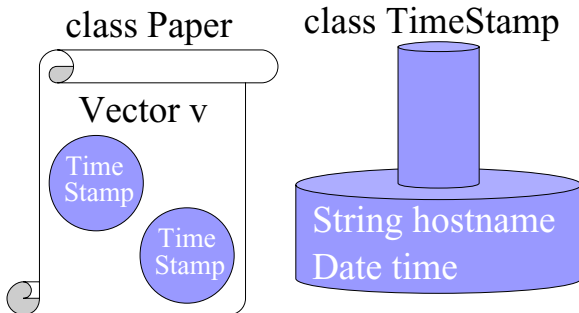 class Paper
Vector v
Time
Stamp
Time
Stamp
class TimeStamp
String hostname
Date time